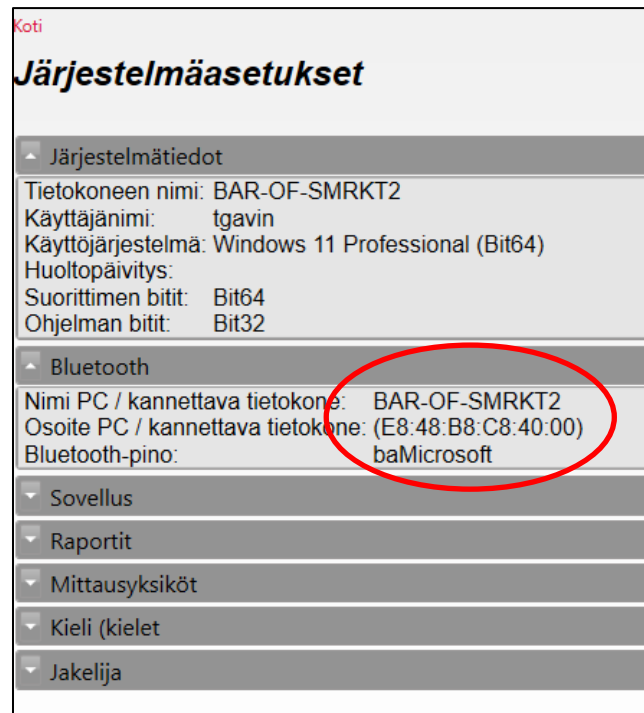 Koti
Järjestelmäasetukset
Järjestelmätiedot
Tietokoneen nimi: BAR-OF-SMRKT2
Käyttäjänimi: tgavin
Käyttöjärjestelmä: Windows 11 Professional (Bit64)
Huoltopäivitys:
Suorittimen bitit: Bit64
Ohjelman bitit: Bit32
Bluetooth
Nimi PC / kannettava tietokone: BAR-OF-SMRKT2
Osoite PC / kannettava tietokone: (E8:48:B8:C8:40:00)
Bluetooth-pino: baMicrosoft
Sovellus
Raportit
Mittausyksiköt
Kieli (kielet
Jakelija